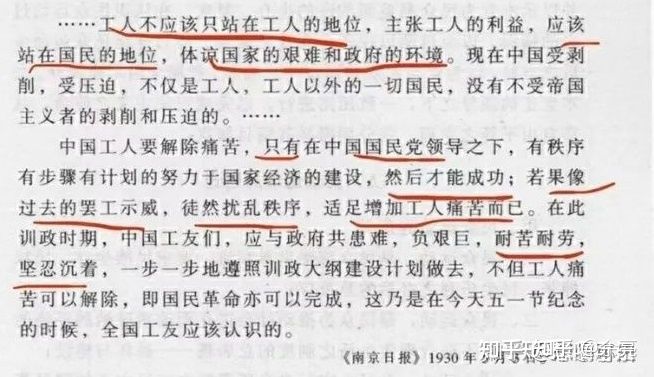 ……工人不应该只站在工人的地位，主张工人的利益，应该
站在国民的地位，体谅国家的艰难和政府的环境。现在中国受剥
削，受压迫，不仅是工人，工人以外的一切国民，没有不受帝国
主义者的剥削和压迫的。……
中国工人要解除痛苦，只有在中国国民党领导之下，有秩序
有步骤有计划的努力于国家经济的建设，然后才能成功；若果像
过去的罢工示威，徒然扰乱秩序，适足增加工人痛苦而已。在此
训政时期，中国工友们，应与政府共患难，负艰巨，耐苦耐劳，
坚忍沉着，一步一步地遵照训政大纲建设计划做去，不但工人痛
苦可以解除，即国民革命亦可以完成，这乃是在今天五一节纪念
的时候，全国工友应该认识的。
《南京日报》1930年
知乎